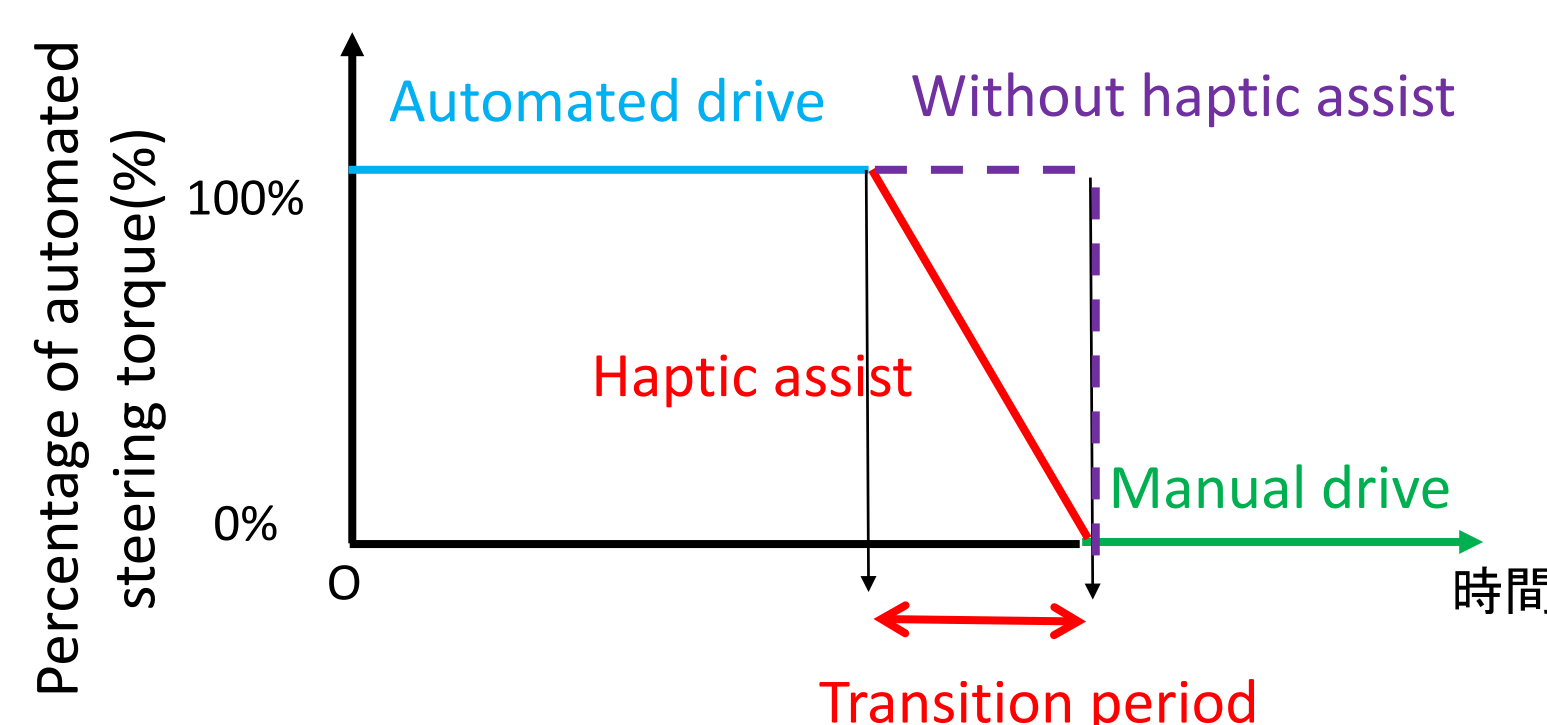 Percentage of automated
steering torque(%)
Automated drive
Without haptic assist
100%
Haptic assist
Manual drive
0%
O
時間
Transition period